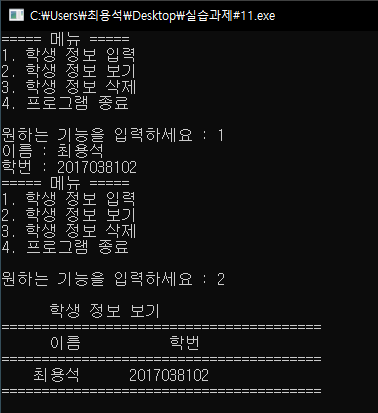 C:₩Users₩최용석₩Desktop₩실습과제#11.exe
===== 메뉴 =====
1. 학생 정보 입력
2. 학생 정보 보기
3. 학생 정보 삭제
4. 프로그램 종료
원하는 기능을 입력하세요 : 1
이름 : 최용석
학번 : 2017038102
===== 메뉴 =====
1. 학생 정보 입력
2. 학생 정보 보기
3. 학생 정보 삭제
4. 프로그램 종료
원하는 기능을 입력하세요 : 2
학생 정보 보기
========================================
이름 학번
========================================
최용석 2017038102
========================================